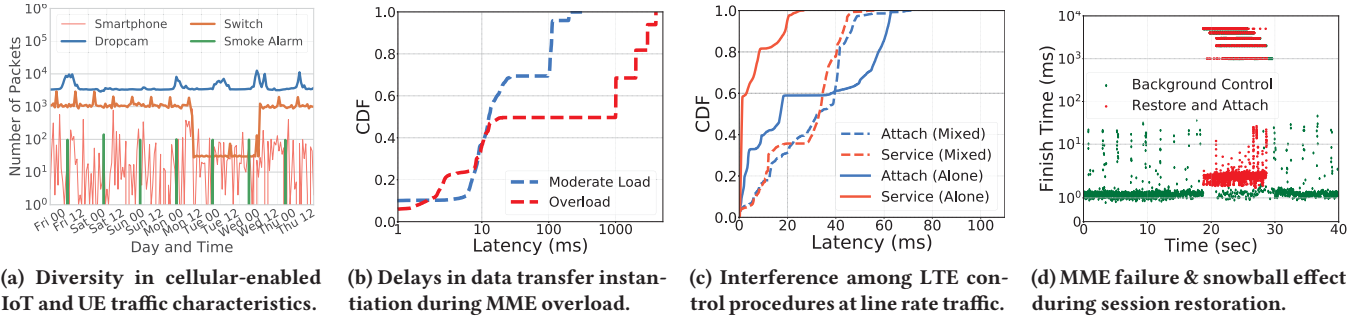 10^6
10^5
10^4
10^3
10^2
10^1
10^0
Number of Packets
Smartphone
Switch
Dropcam
Smoke Alarm
Fri 00
Fri 12
Sat 00
Sat 12
Sun 00
Sun 12
Mon 00
Mon 12
Tue 00
Tue 12
Wed 00
Wed 12
Thu 00
Thu 12
Day and Time
(a) Diversity in cellular-enabled
IoT and UE traffic characteristics.
1.0
0.8
0.6
0.4
0.2
0.0
CDF
Moderate Load
Overload
1
10
100
1000
Latency (ms)
(b) Delays in data transfer instan-
tiation during MME overload.
1.0
0.8
0.6
0.4
0.2
0.0
CDF
Attach (Mixed)
Service (Mixed)
Attach (Alone)
Service (Alone)
0
20
40
60
80
100
Latency (ms)
(c) Interference among LTE con-
trol procedures at line rate traffic.
10^4
10^3
10^2
10^1
10^0
0
Finish Time (ms)
Background Control
Restore and Attach
0
10
20
30
40
Time (sec)
(d) MME failure & snowball effect
during session restoration.